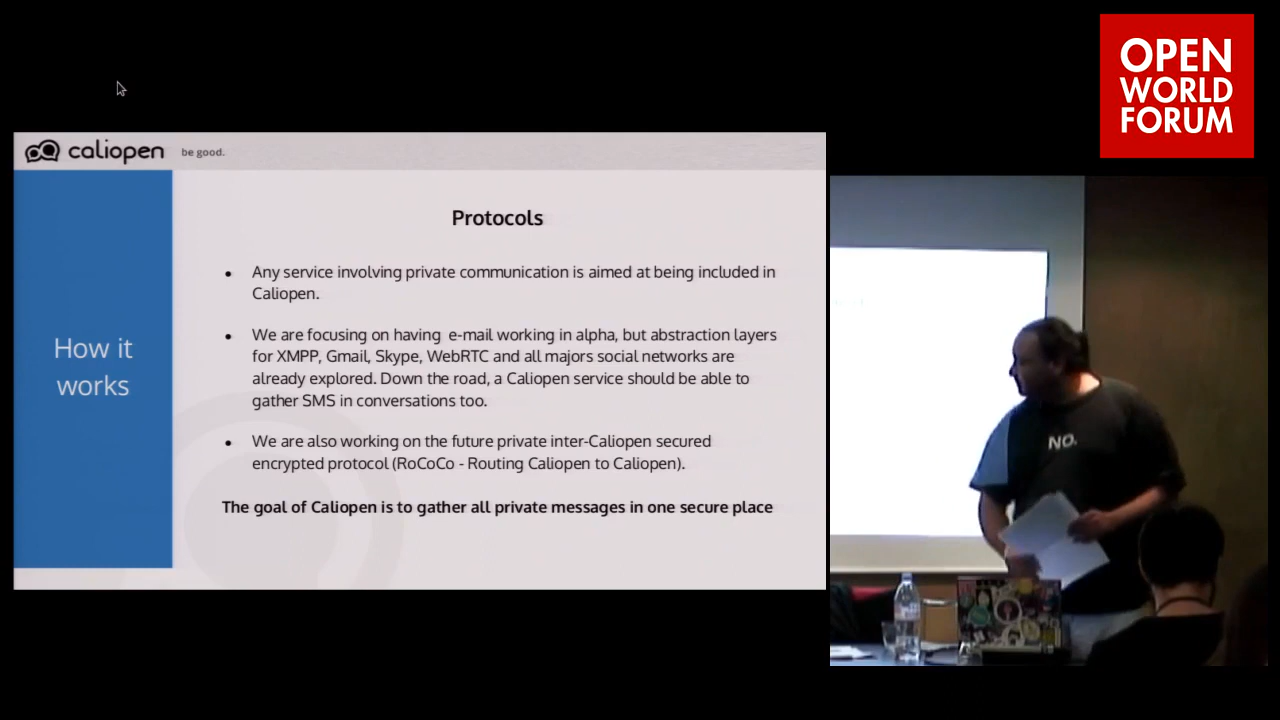 OPEN
WORLD
FORUM
caliopen be good.
How it
works
Protocols
• Any service involving private communication is aimed at being included in
Caliopen.
• We are focusing on having e-mail working in alpha, but abstraction layers
for XMPP, Gmail, Skype, WebRTC and all majors social networks are
already explored. Down the road, a Caliopen service should be able to
gather SMS in conversations too.
• We are also working on the future private inter-Caliopen secured
encrypted protocol (RoCoCo - Routing Caliopen to Caliopen).
The goal of Caliopen is to gather all private messages in one secure place
NO.